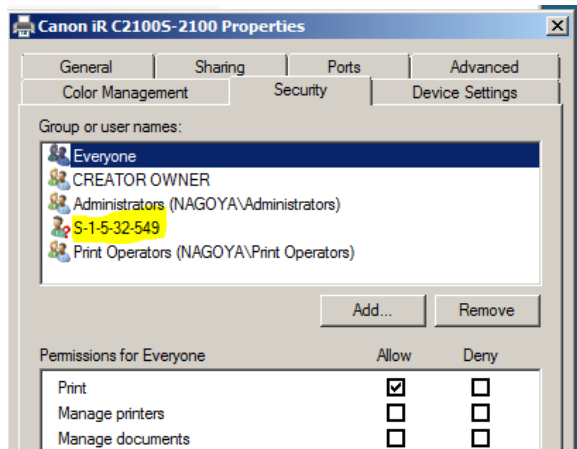 Canon iR C2100S-2100 Properties
General Sharing Ports Advanced
Color Management Security Device Settings
Group or user names:
Everyone
CREATOR OWNER
Administrators (NAGOYA\Administrators)
S-1-5-32-549
Print Operators (NAGOYA\Print Operators)
Add... Remove
Permissions for Everyone Allow Deny
Print
Manage printers
Manage documents